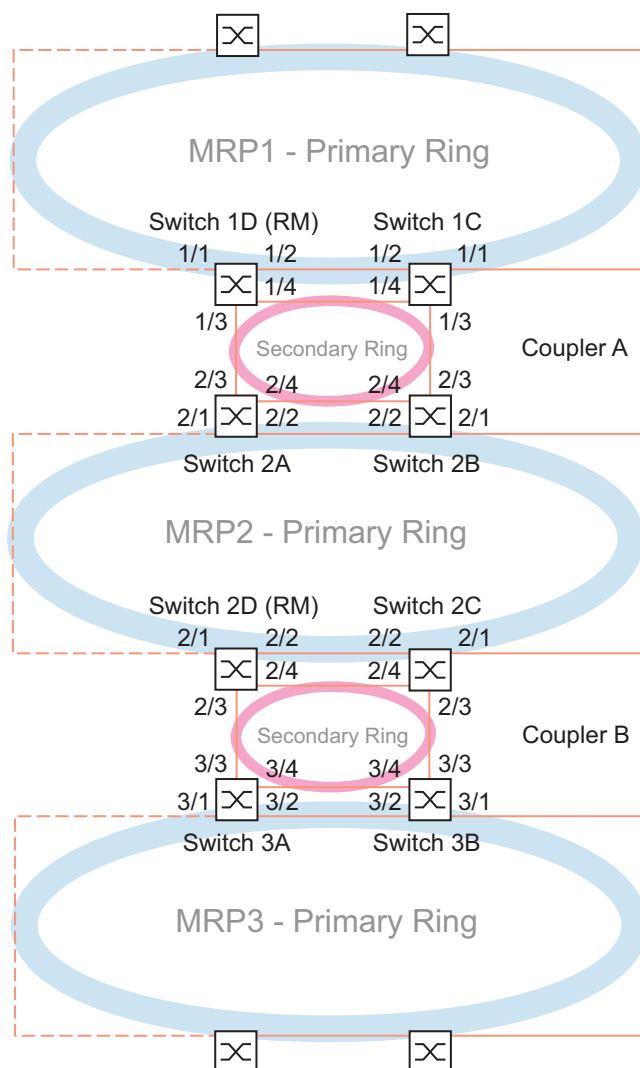 MRP1 - Primary Ring
Switch 1D (RM) Switch 1C
1/1 1/2 1/2 1/1
1/4 1/4
1/3 1/3
Secondary Ring Coupler A
2/3 2/4 2/4 2/3
2/1 2/2 2/2 2/1
Switch 2A Switch 2B
MRP2 - Primary Ring
Switch 2D (RM) Switch 2C
2/1 2/2 2/2 2/1
2/4 2/4
2/3 2/3
Secondary Ring Coupler B
3/3 3/4 3/4 3/3
3/1 3/2 3/2 3/1
Switch 3A Switch 3B
MRP3 - Primary Ring